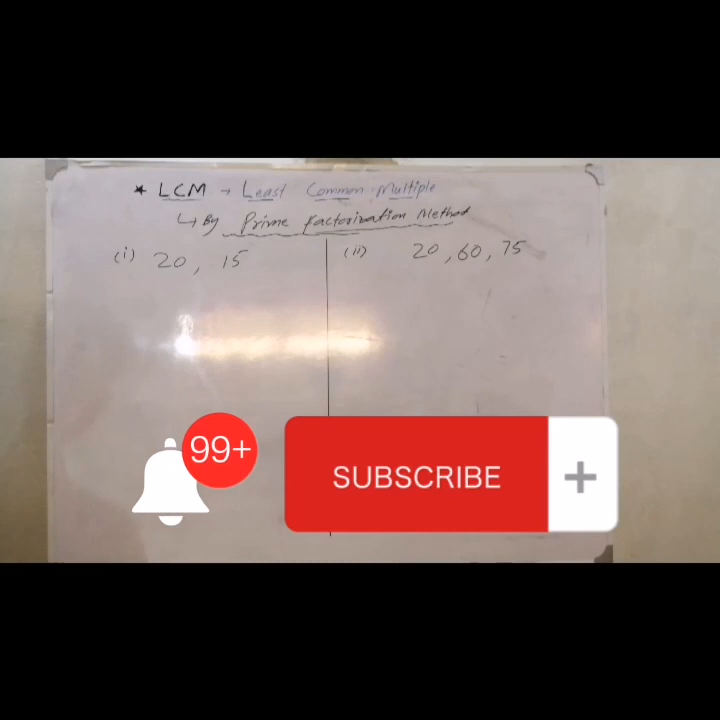 ★ LCM → Least Common Multiple
↳ By Prime Factorization Method
(i) 20, 15
(ii) 20, 60, 75
99+
SUBSCRIBE +